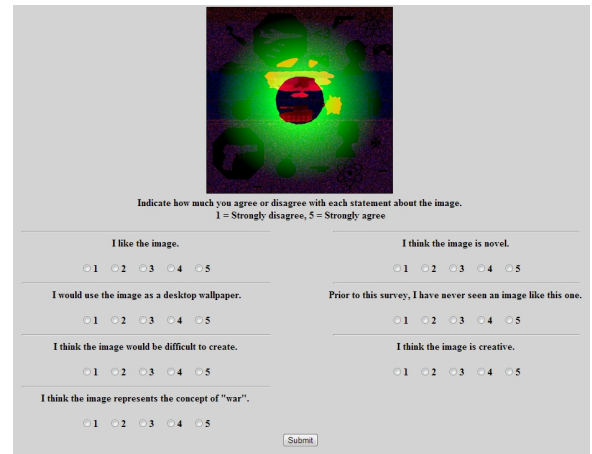 Indicate how much you agree or disagree with each statement about the image.
1 = Strongly disagree, 5 = Strongly agree
I like the image.
1 2 3 4 5
I think the image is novel.
1 2 3 4 5
I would use the image as a desktop wallpaper.
1 2 3 4 5
Prior to this survey, I have never seen an image like this one.
1 2 3 4 5
I think the image would be difficult to create.
1 2 3 4 5
I think the image is creative.
1 2 3 4 5
I think the image represents the concept of "war".
1 2 3 4 5
Submit